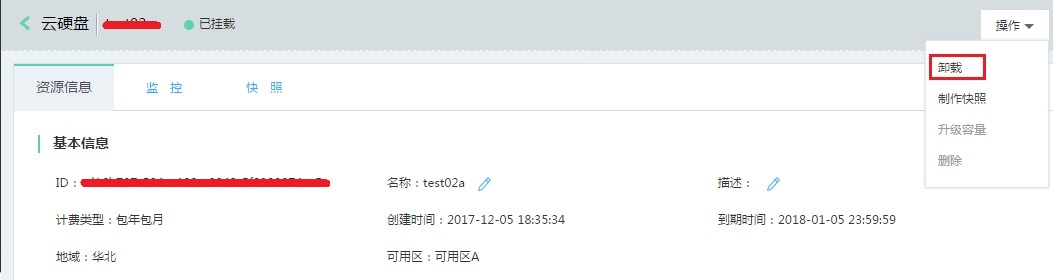 云硬盘 已挂载 操作
卸载
制作快照
升级容量
删除
资源信息 监 控 快 照
基本信息
ID： 名称：test02a 描述：
计费类型：包年包月 创建时间：2017-12-05 18:35:34 到期时间：2018-01-05 23:59:59
地域：华北 可用区：可用区A